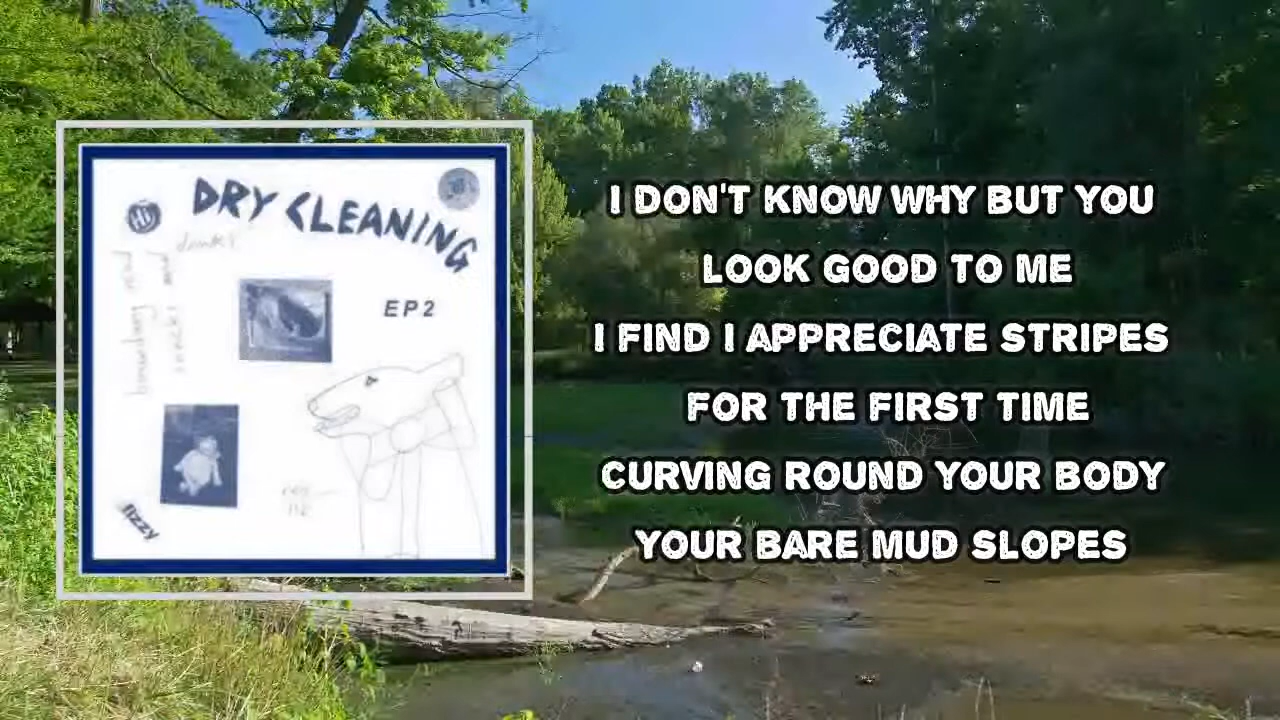 DRY CLEANING
EP2
lizzy
I DON'T KNOW WHY BUT YOU
LOOK GOOD TO ME
I FIND I APPRECIATE STRIPES
FOR THE FIRST TIME
CURVING ROUND YOUR BODY
YOUR BARE MUD SLOPES